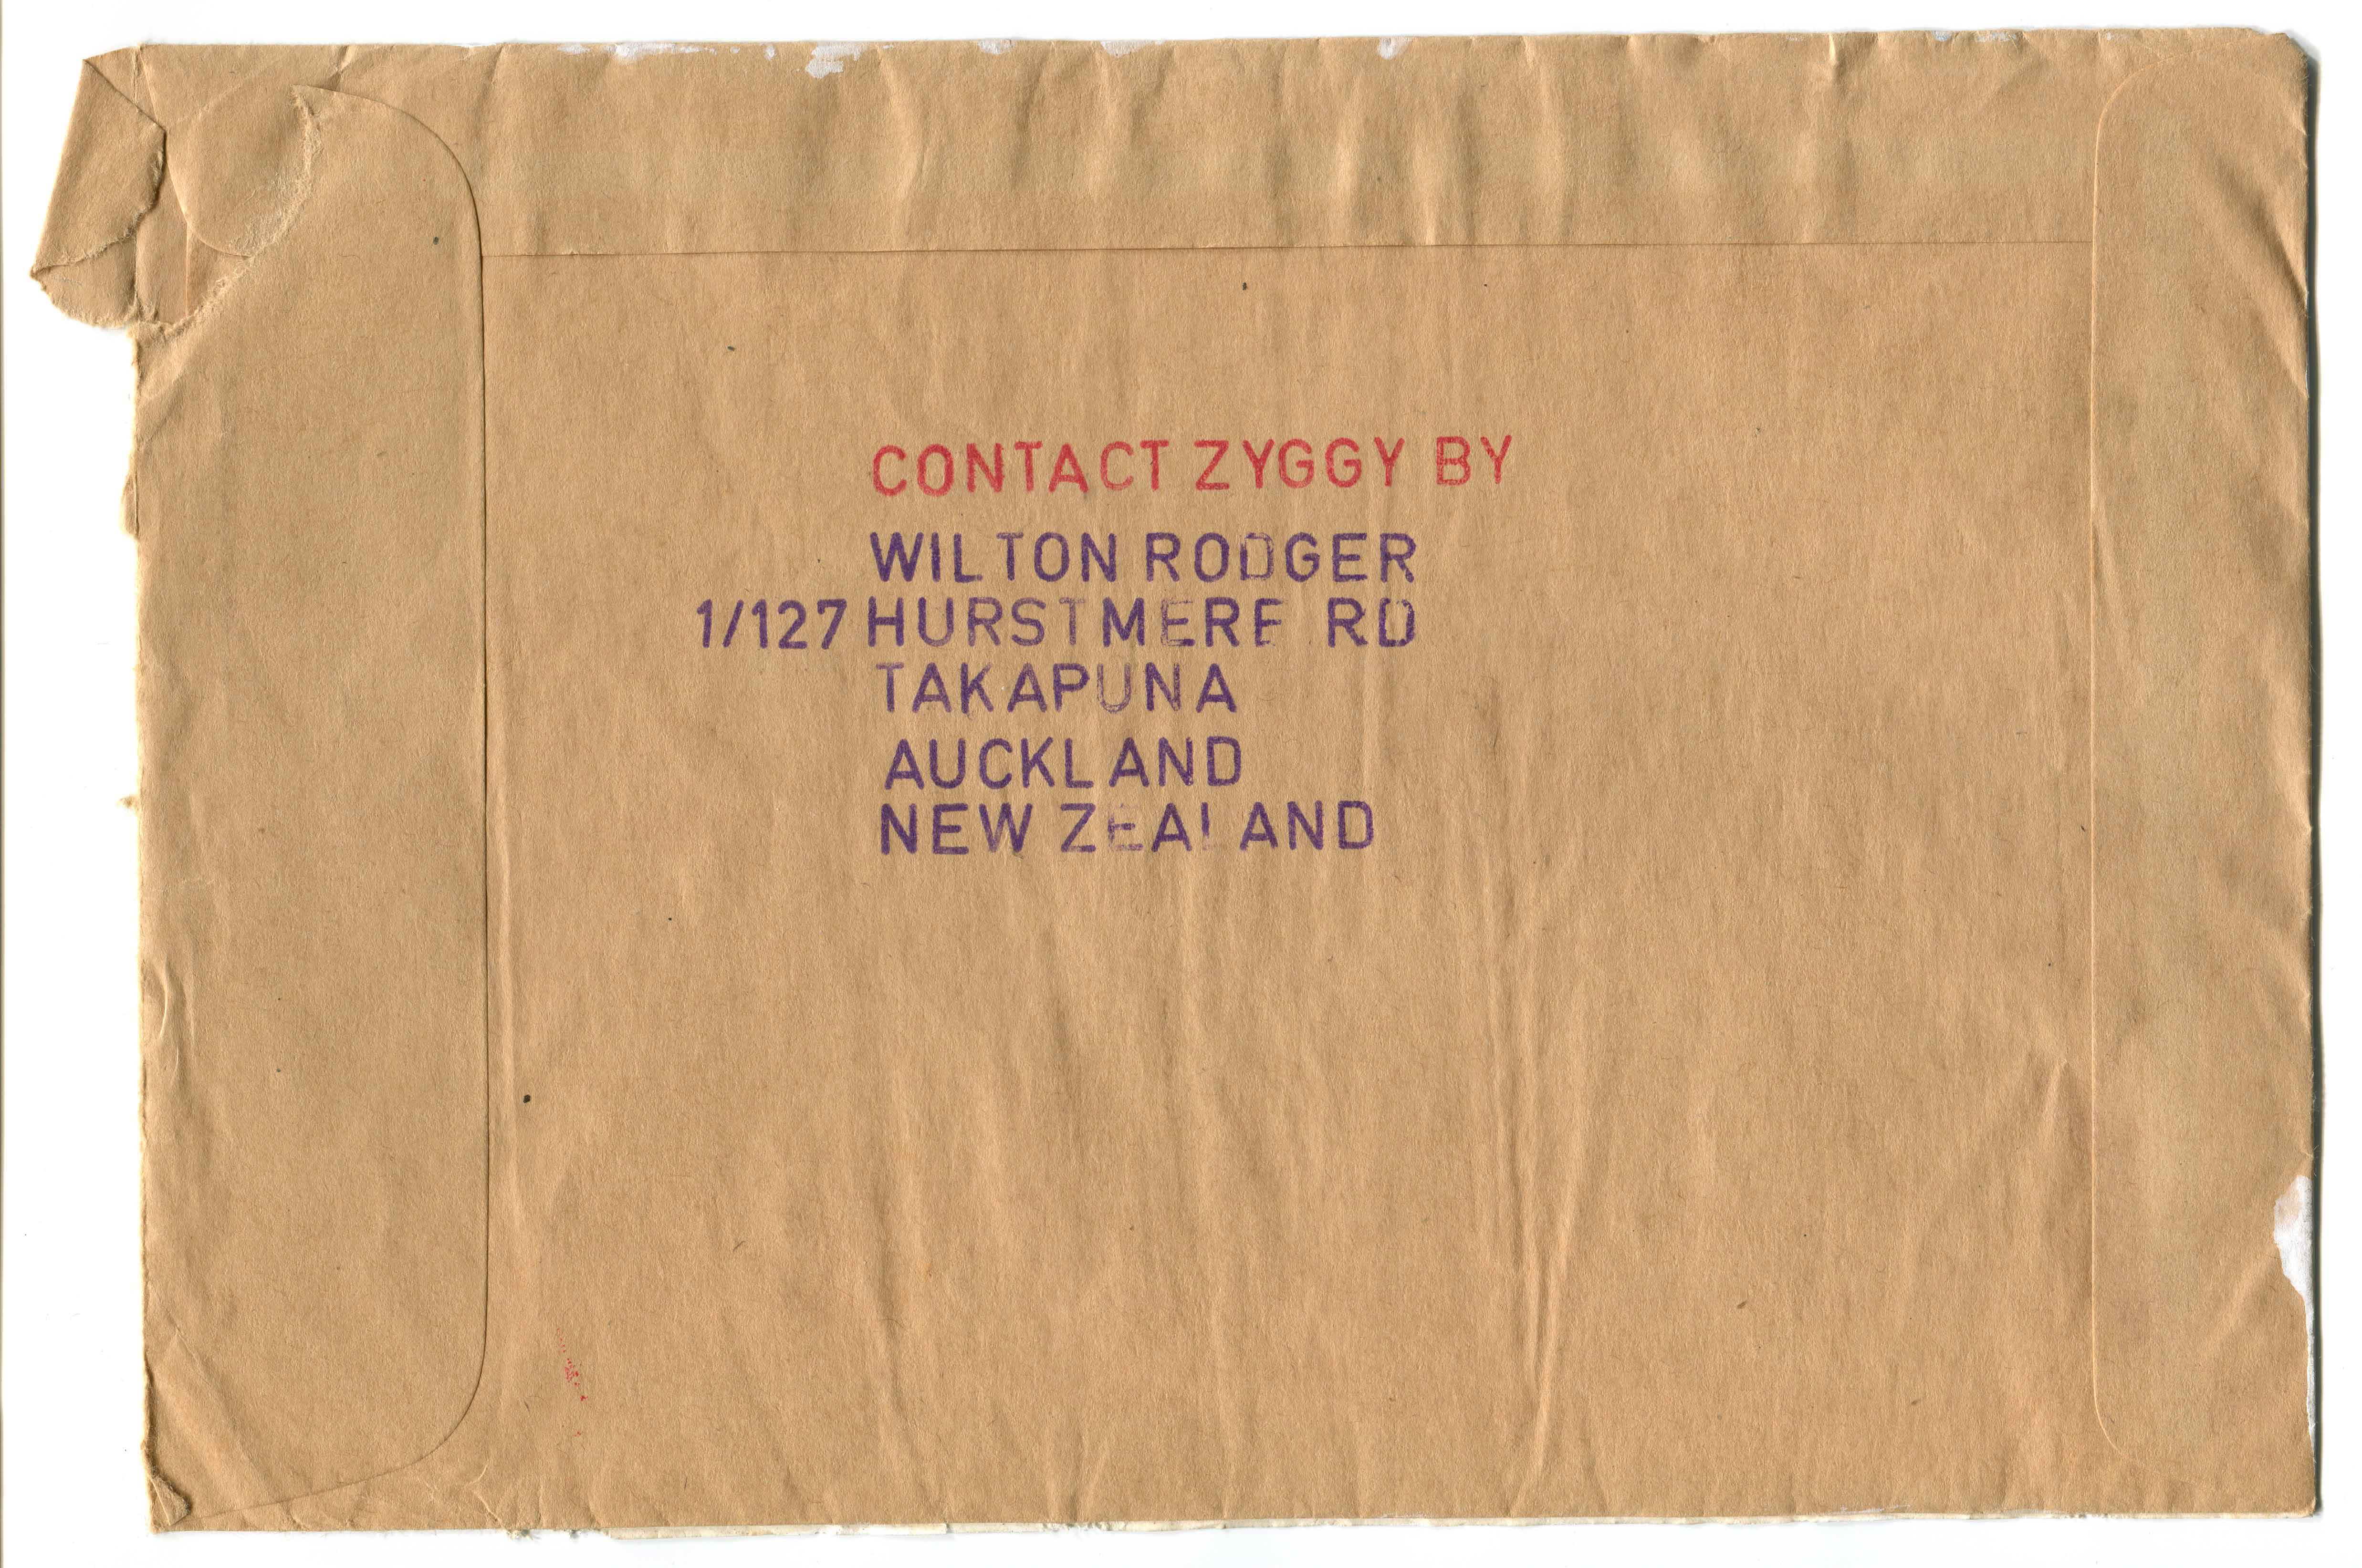 CONTACT ZYGGY BY
WILTON RODGER
1/127 HURSTMERE RD
TAKAPUNA
AUCKLAND
NEW ZEALAND